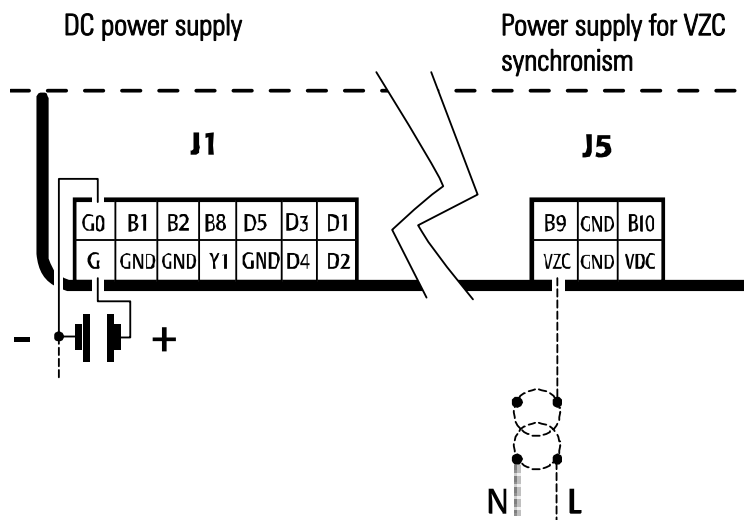 DC power supply
Power supply for VZC
synchronism
J1
J5
G0 B1 B2 B8 D5 D3 D1
G GND GND Y1 GND D4 D2
B9 GND B10
VZC GND VDC
- +
N L